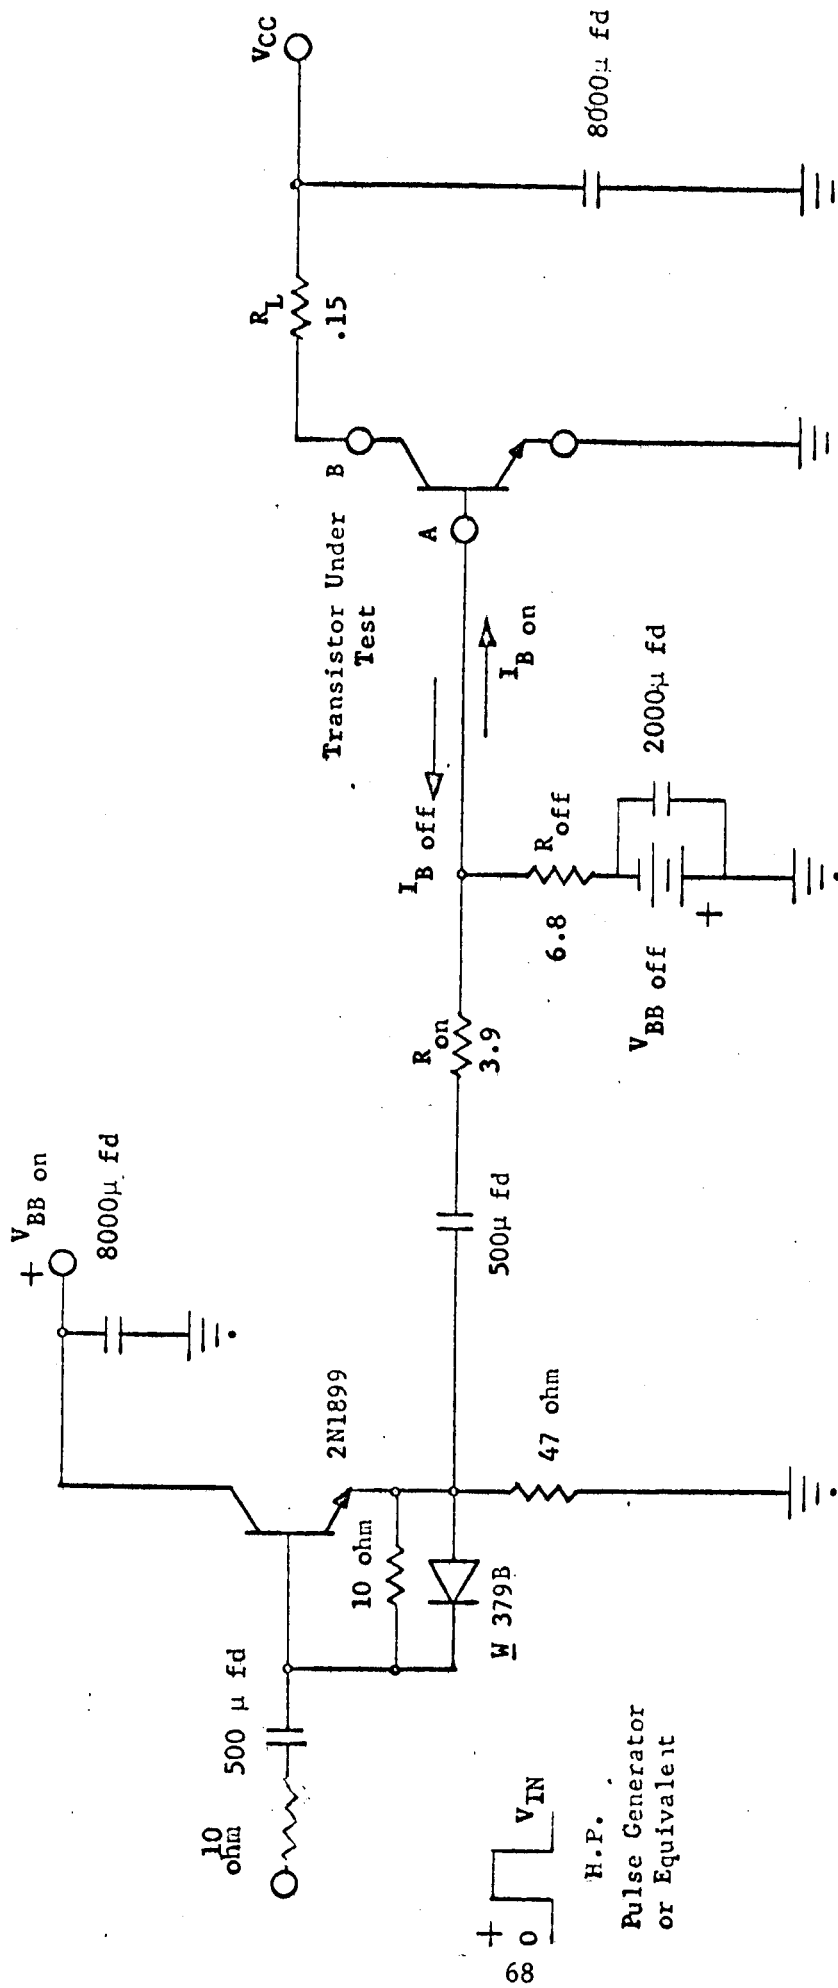 +
V_BB on
8000μ fd
2N1899
10
ohm
500 μ fd
10 ohm
W 379B
47 ohm
500μ fd
R_on
3.9
I_B off
I_B on
R_off
6.8
V_BB off
+
2000μ fd
Transistor Under
Test
A
B
R_L
.15
VCC
8000μ fd
+
0
V_IN
H.P.
Pulse Generator
or Equivalent
68